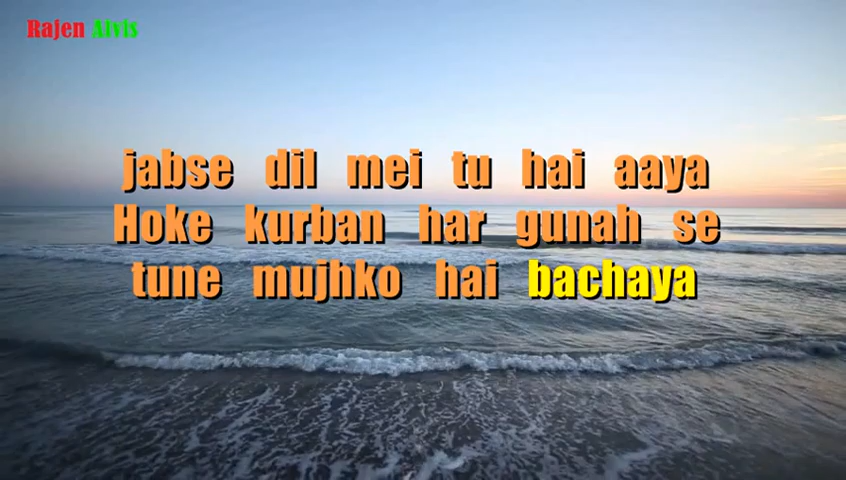 Rajen Alvis
jabse dil mei tu hai aaya
Hoke kurban har gunah se
tune mujhko hai bachaya